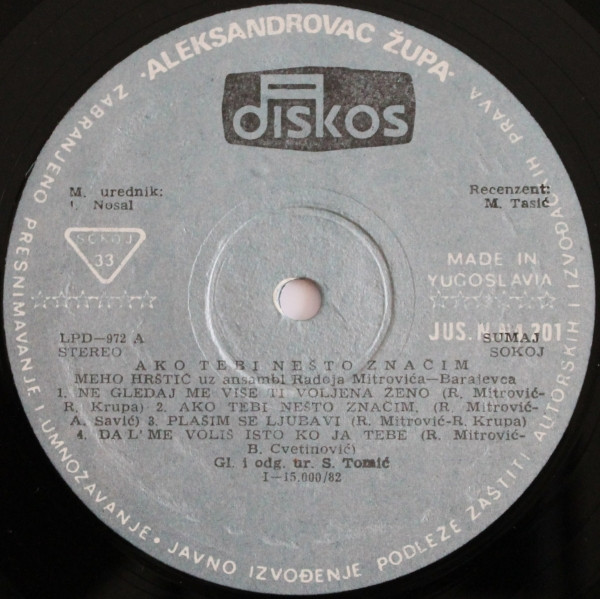 "ALEKSANDROVAC ŽUPA"
diskos
M. urednik:
I. Nosal
Recenzent:
M. Tasić
SOKOJ
33
MADE IN
YUGOSLAVIA
JUS. N. N4.201
LPD—972 A
STEREO
SUMAJ
SOKOJ
AKO TEBI NEŠTO ZNAČIM
MEHO HRŠTIĆ uz ansambl Radoja Mitrovića—Barajevca
1. NE GLEDAJ ME VIŠE TI VOLJENA ŽENO (R. Mitrović-
R. Krupa) 2. AKO TEBI NEŠTO ZNAČIM, (R. Mitrović-
A. Savić) 3. PLAŠIM SE LJUBAVI (R. Mitrović-R. Krupa)
4. DA L' ME VOLIŠ ISTO KO JA TEBE (R. Mitrović-
B. Cvetinović)
Gl. i odg. ur. S. Tomić
I—15.000/82
ZABRANJENO PRESNIMAVANJE I UMNOŽAVANJE • JAVNO IZVOĐENJE PODLEŽE ZAŠTITI AUTORSKIH I IZVOĐAČKIH PRAVA